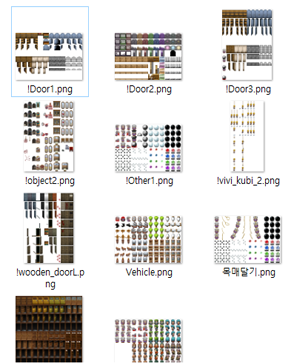 !Door1.png
!Door2.png
!Door3.png
!object2.png
!Other1.png
!vivi_kubi_2.png
!wooden_doorL.p
ng
Vehicle.png
목매달기.png